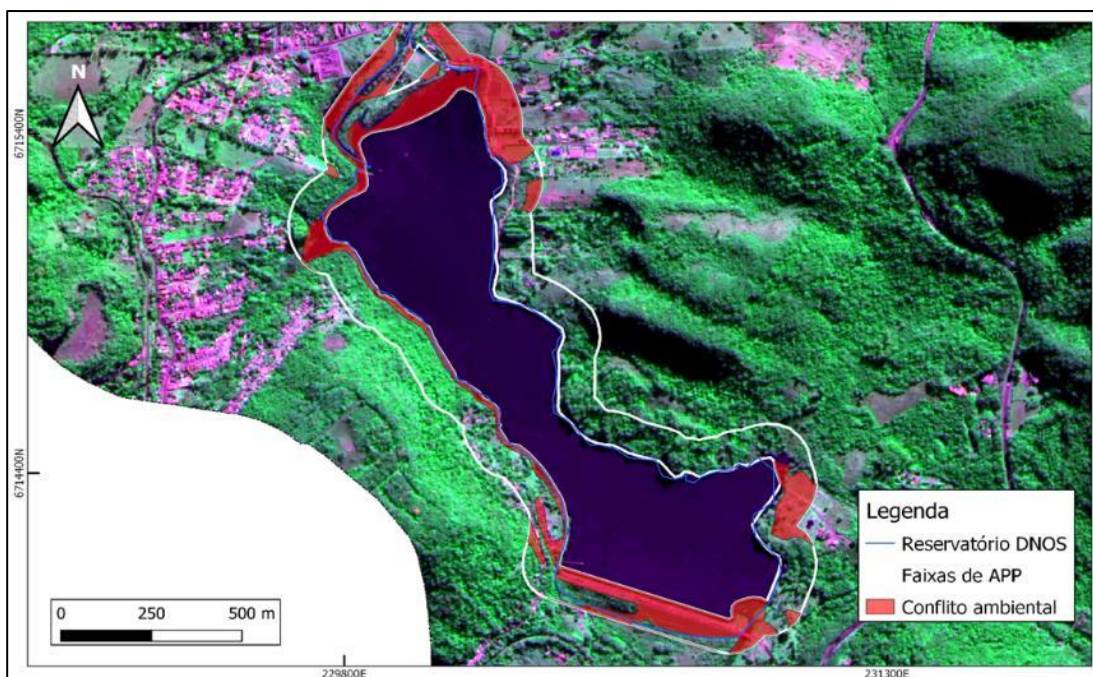 N
6715400N
6714400N
Legenda
Reservatório DNOS
Faixas de APP
Conflito ambiental
0 250 500 m
229800E
231300E